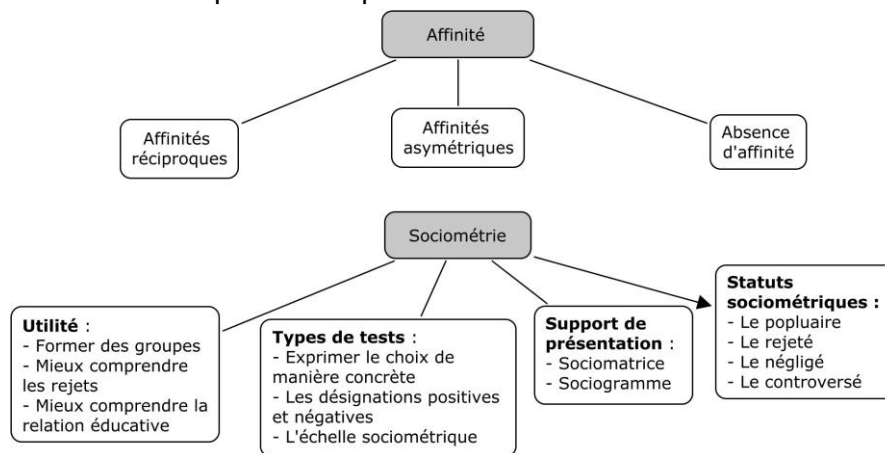 Affinité
Affinités
réciproques
Affinités
asymétriques
Absence
d'affinité
Sociométrie
Utilité :
- Former des groupes
- Mieux comprendre
les rejets
- Mieux comprendre la
relation éducative
Types de tests :
- Exprimer le choix de
manière concrète
- Les désignations positives
et négatives
- L'échelle sociométrique
Support de
présentation :
- Sociomatrice
- Sociogramme
Statuts
sociométriques :
- Le popluaire
- Le rejeté
- Le négligé
- Le controversé